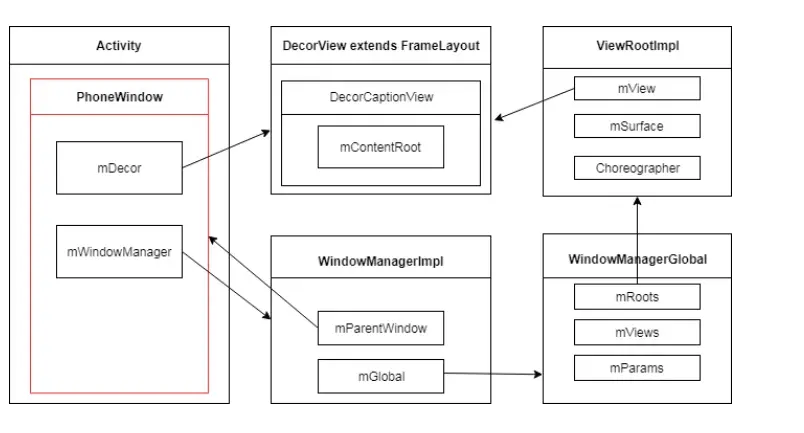 Activity
PhoneWindow
mDecor
mWindowManager
DecorView extends FrameLayout
DecorCaptionView
mContentRoot
ViewRootImpl
mView
mSurface
Choreographer
WindowManagerImpl
mParentWindow
mGlobal
WindowManagerGlobal
mRoots
mViews
mParams